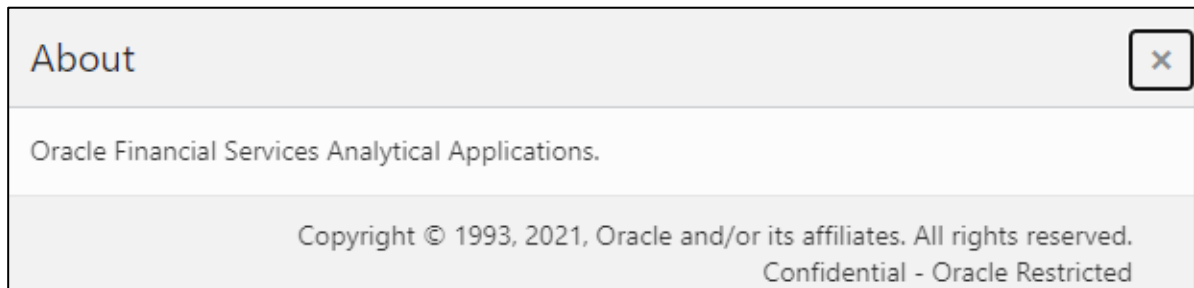 About
Oracle Financial Services Analytical Applications.
Copyright © 1993, 2021, Oracle and/or its affiliates. All rights reserved.
Confidential - Oracle Restricted